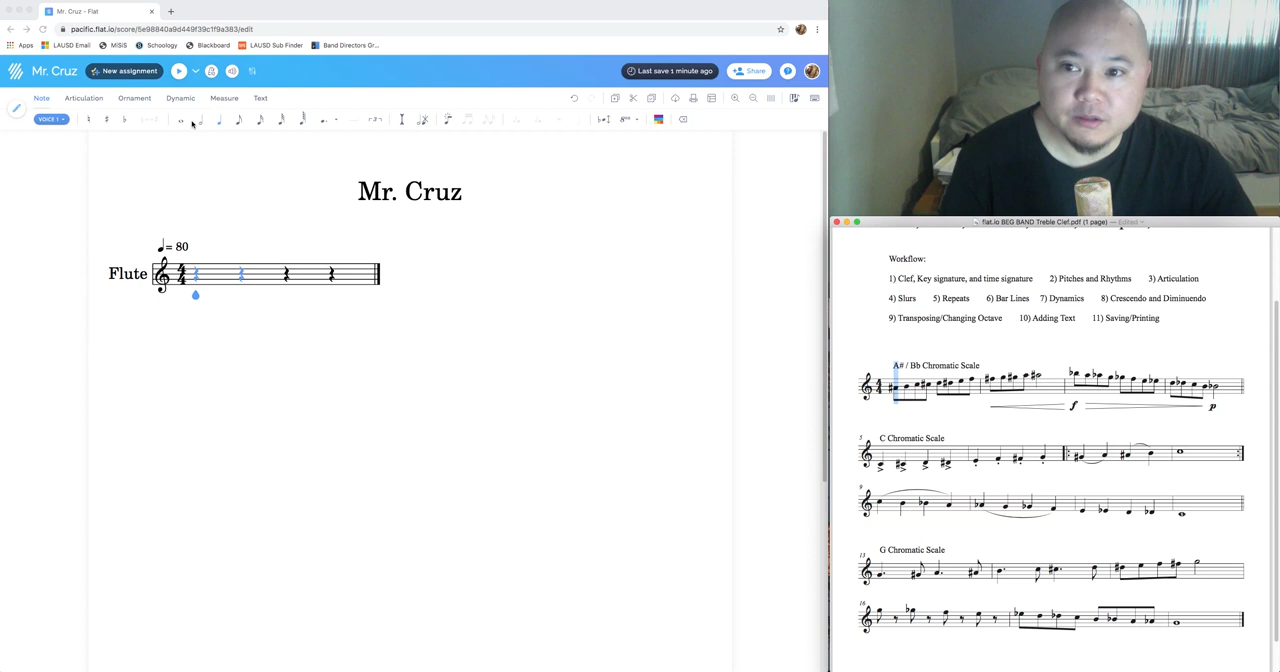 Mr. Cruz - Flat
pacific.flat.io/score/5e98840a9d449f39c1f9a383/edit
Apps LAUSD Email MiSiS Schoology Blackboard LAUSD Sub Finder Band Directors Gr...
Mr. Cruz New assignment Last save 1 minute ago Share
Note Articulation Ornament Dynamic Measure Text
VOICE 1
Mr. Cruz
= 80
Flute
flat.io BEG BAND Treble Clef.pdf (1 page) — Edited
Workflow:
1) Clef, Key signature, and time signature 2) Pitches and Rhythms 3) Articulation
4) Slurs 5) Repeats 6) Bar Lines 7) Dynamics 8) Crescendo and Diminuendo
9) Transposing/Changing Octave 10) Adding Text 11) Saving/Printing
A# / Bb Chromatic Scale
f p
5 C Chromatic Scale
9
13 G Chromatic Scale
16